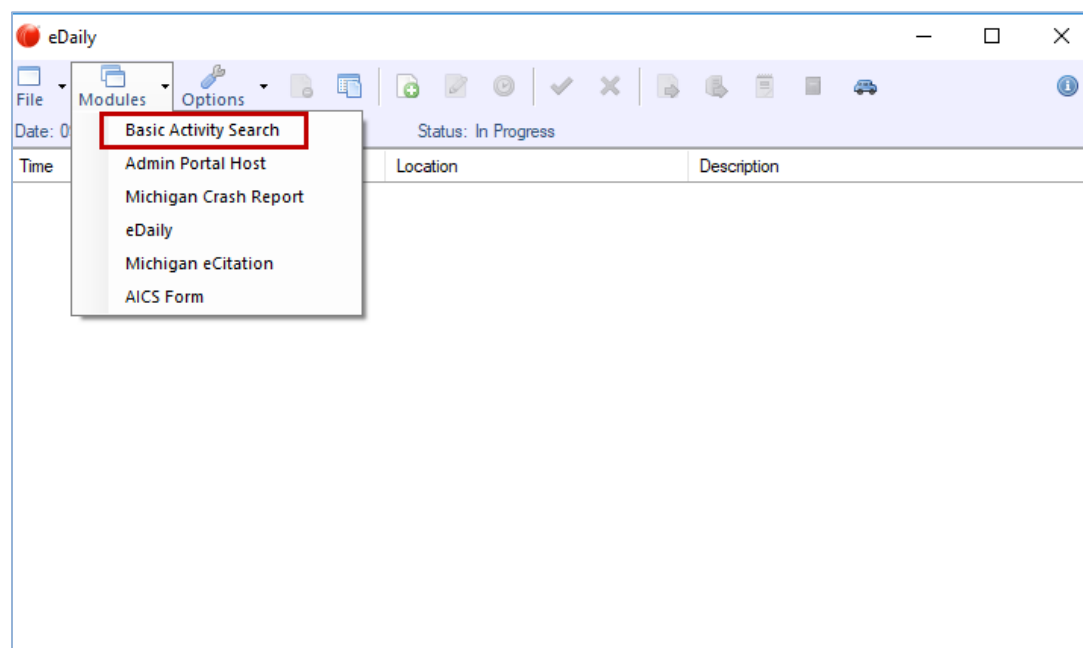 eDaily
File Modules Options
Date: 0 Status: In Progress
Time Location Description
Basic Activity Search
Admin Portal Host
Michigan Crash Report
eDaily
Michigan eCitation
AICS Form